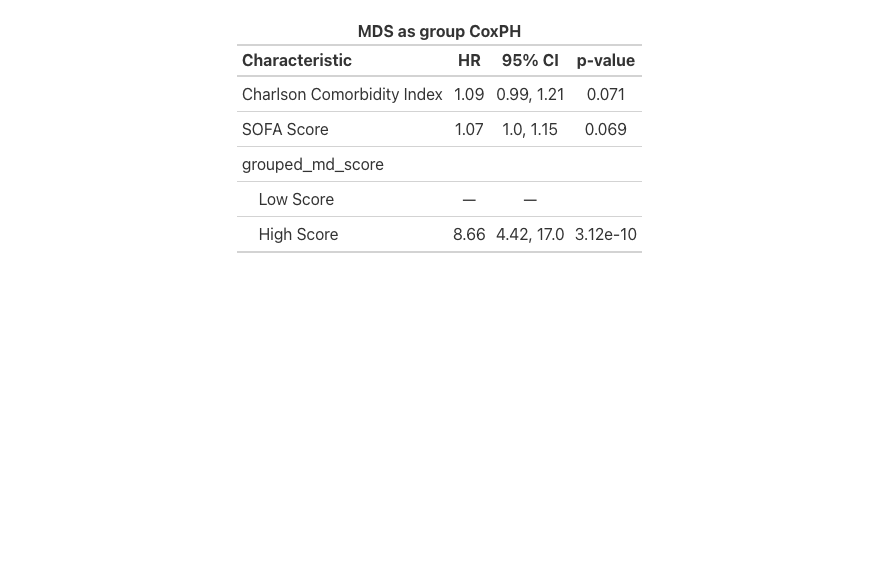 MDS as group CoxPH
Characteristic HR 95% CI p-value
Charlson Comorbidity Index 1.09 0.99, 1.21 0.071
SOFA Score 1.07 1.0, 1.15 0.069
grouped_md_score
Low Score — —
High Score 8.66 4.42, 17.0 3.12e-10